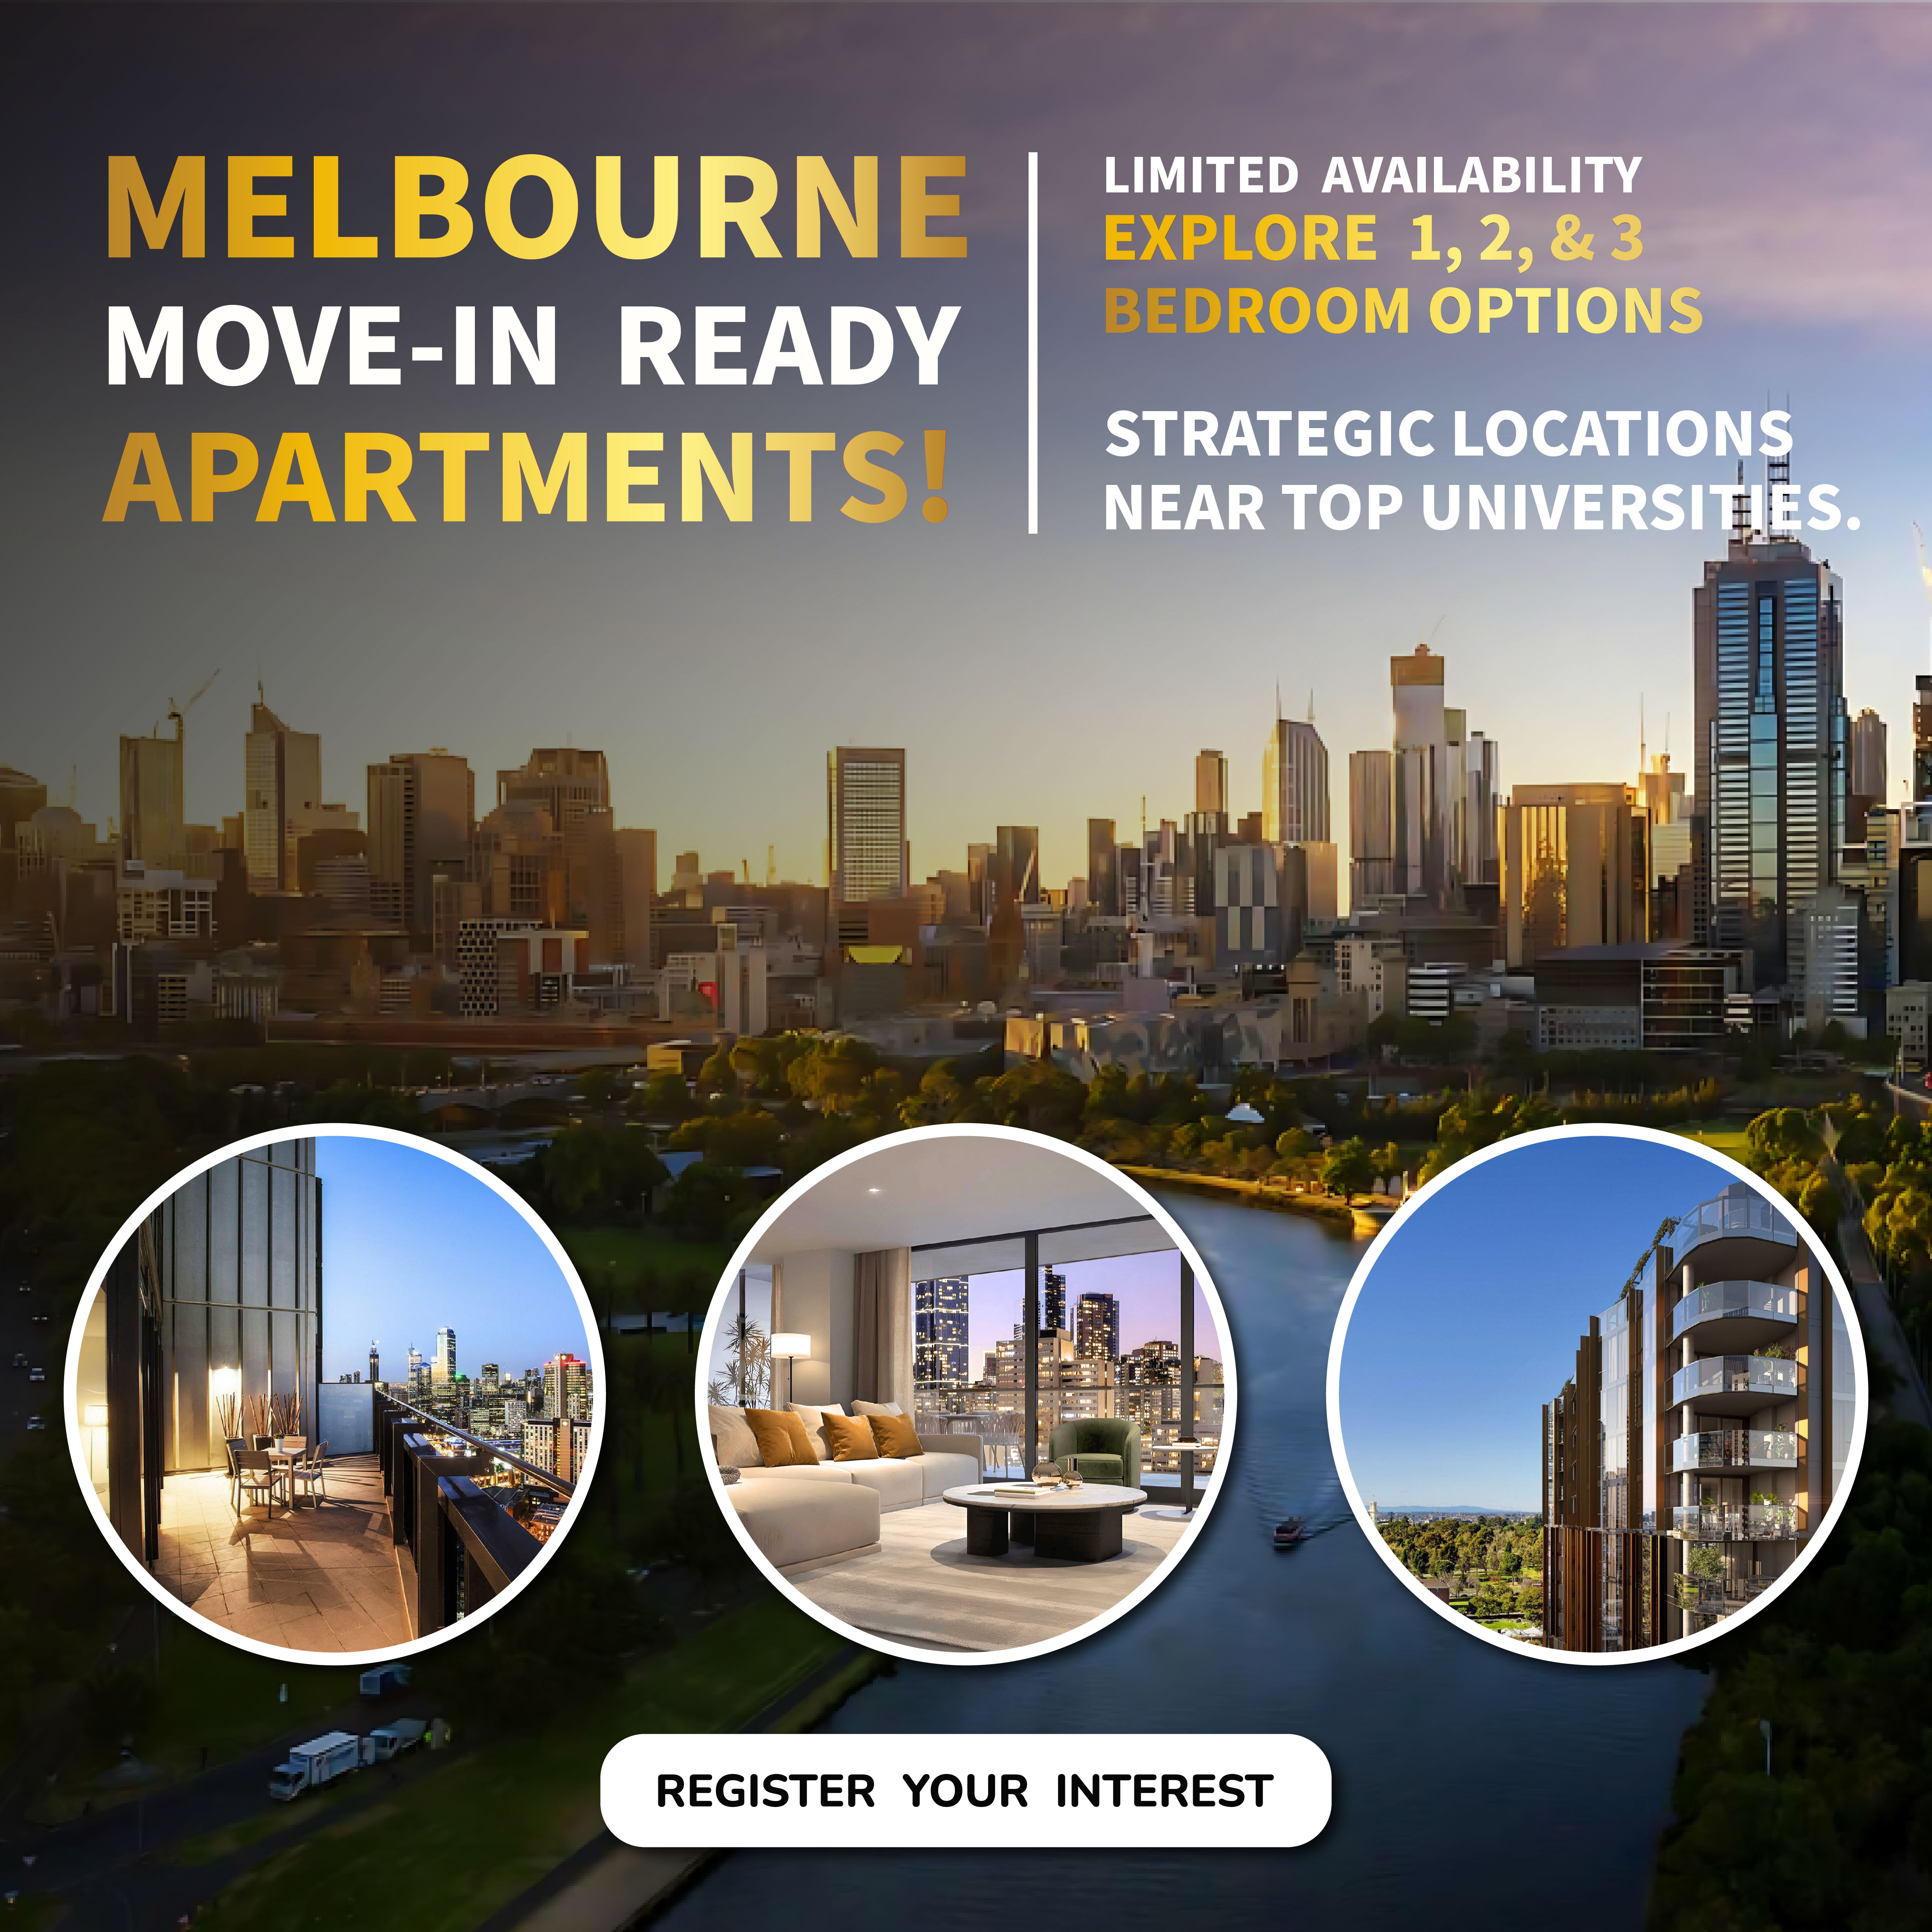 MELBOURNE
MOVE-IN READY
APARTMENTS!
LIMITED AVAILABILITY
EXPLORE 1, 2, & 3
BEDROOM OPTIONS
STRATEGIC LOCATIONS
NEAR TOP UNIVERSITIES.
REGISTER YOUR INTEREST